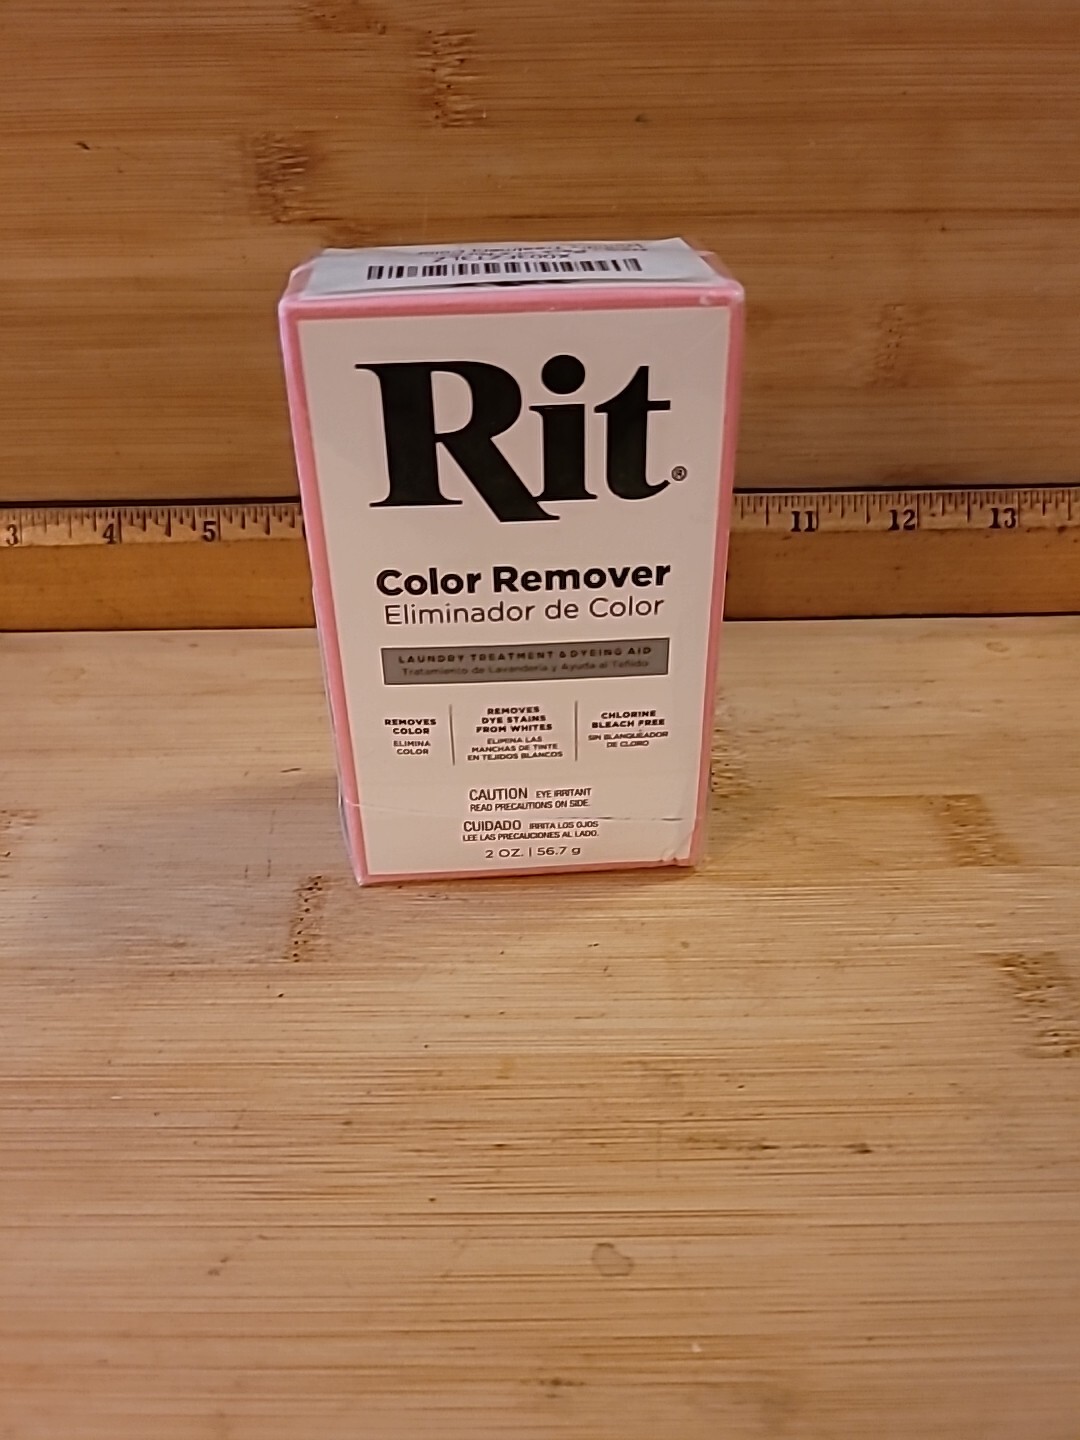 Rit®
Color Remover
Eliminador de Color
LAUNDRY TREATMENT & DYEING AID
Tratamiento de Lavandería y Ayuda al Teñido
REMOVES
COLOR
ELIMINA
COLOR
REMOVES
DYE STAINS
FROM WHITES
ELIMINA LAS
MANCHAS DE TINTE
EN TEJIDOS BLANCOS
CHLORINE
BLEACH FREE
SIN BLANQUEADOR
DE CLORO
CAUTION EYE IRRITANT
READ PRECAUTIONS ON SIDE.
CUIDADO IRRITA LOS OJOS
LEE LAS PRECAUCIONES AL LADO.
2 OZ. | 56.7 g
3 4 5 11 12 13